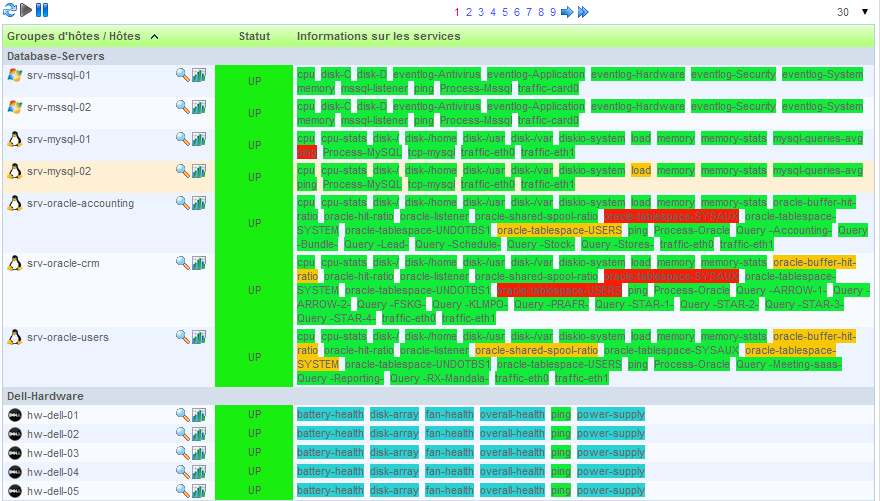 1 2 3 4 5 6 7 8 9 30
Groupes d'hôtes / Hôtes Statut Informations sur les services
Database-Servers
srv-mssql-01 UP cpu disk-C disk-D eventlog-Antivirus eventlog-Application eventlog-Hardware eventlog-Security eventlog-System
memory mssql-listener ping Process-Mssql traffic-card0
srv-mssql-02 UP cpu disk-C disk-D eventlog-Antivirus eventlog-Application eventlog-Hardware eventlog-Security eventlog-System
memory mssql-listener ping Process-Mssql traffic-card0
srv-mysql-01 UP cpu cpu-stats disk-/ disk-/home disk-/usr disk-/var diskio-system load memory memory-stats mysql-queries-avg
ping Process-MySQL tcp-mysql traffic-eth0 traffic-eth1
srv-mysql-02 UP cpu cpu-stats disk-/ disk-/home disk-/usr disk-/var diskio-system load memory memory-stats mysql-queries-avg
ping Process-MySQL tcp-mysql traffic-eth0 traffic-eth1
srv-oracle-accounting UP cpu cpu-stats disk-/ disk-/home disk-/usr disk-/var diskio-system load memory memory-stats oracle-buffer-hit-
ratio oracle-hit-ratio oracle-listener oracle-shared-spool-ratio oracle-tablespace-SYSAUX oracle-tablespace-
SYSTEM oracle-tablespace-UNDOTBS1 oracle-tablespace-USERS ping Process-Oracle Query -Accounting- Query
-Bundle- Query -Lead- Query -Schedule- Query -Stock- Query -Stores- traffic-eth0 traffic-eth1
srv-oracle-crm UP cpu cpu-stats disk-/ disk-/home disk-/usr disk-/var diskio-system load memory memory-stats oracle-buffer-hit-
ratio oracle-hit-ratio oracle-listener oracle-shared-spool-ratio oracle-tablespace-SYSAUX oracle-tablespace-
SYSTEM oracle-tablespace-UNDOTBS1 oracle-tablespace-USERS ping Process-Oracle Query -ARROW-1- Query -
ARROW-2- Query -FSKG- Query -KLMPO- Query -PRAFR- Query -STAR-1- Query -STAR-2- Query -STAR-3-
Query -STAR-4- traffic-eth0 traffic-eth1
srv-oracle-users UP cpu cpu-stats disk-/ disk-/home disk-/usr disk-/var diskio-system load memory memory-stats oracle-buffer-hit-
ratio oracle-hit-ratio oracle-listener oracle-shared-spool-ratio oracle-tablespace-SYSAUX oracle-tablespace-
SYSTEM oracle-tablespace-UNDOTBS1 oracle-tablespace-USERS ping Process-Oracle Query -Meeting-saas-
Query -Reporting- Query -RX-Mandala- traffic-eth0 traffic-eth1
Dell-Hardware
hw-dell-01 UP battery-health disk-array fan-health overall-health ping power-supply
hw-dell-02 UP battery-health disk-array fan-health overall-health ping power-supply
hw-dell-03 UP battery-health disk-array fan-health overall-health ping power-supply
hw-dell-04 UP battery-health disk-array fan-health overall-health ping power-supply
hw-dell-05 UP battery-health disk-array fan-health overall-health ping power-supply